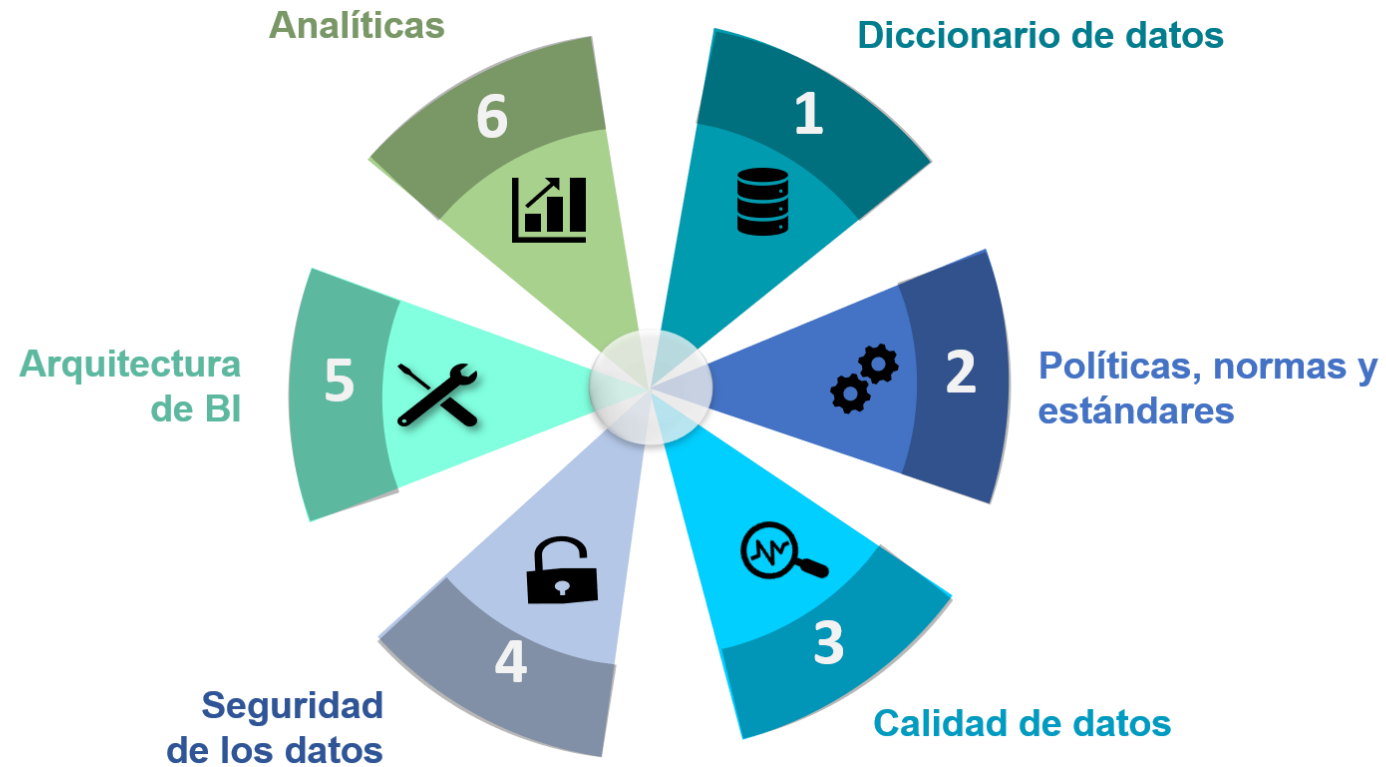 Analíticas
6
Diccionario de datos
1
2
Políticas, normas y
estándares
3
Calidad de datos
4
Seguridad
de los datos
5
Arquitectura
de BI